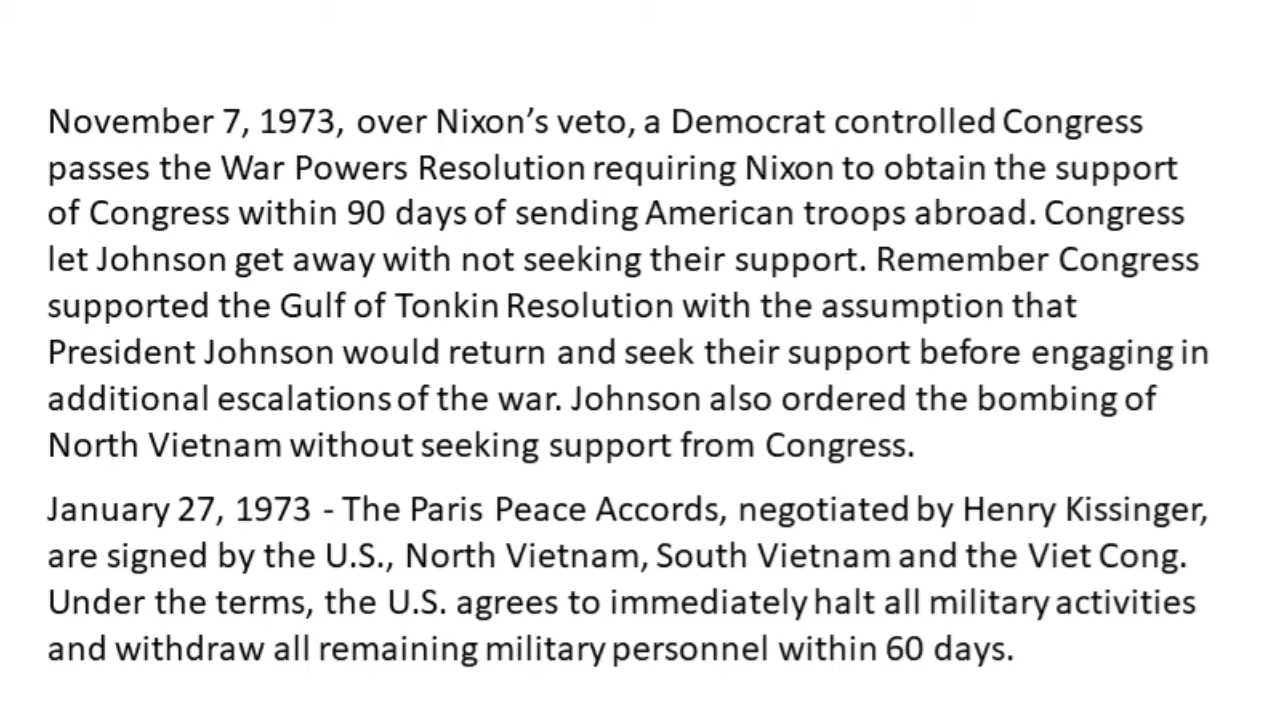 November 7, 1973, over Nixon’s veto, a Democrat controlled Congress
passes the War Powers Resolution requiring Nixon to obtain the support
of Congress within 90 days of sending American troops abroad. Congress
let Johnson get away with not seeking their support. Remember Congress
supported the Gulf of Tonkin Resolution with the assumption that
President Johnson would return and seek their support before engaging in
additional escalations of the war. Johnson also ordered the bombing of
North Vietnam without seeking support from Congress.
January 27, 1973 - The Paris Peace Accords, negotiated by Henry Kissinger,
are signed by the U.S., North Vietnam, South Vietnam and the Viet Cong.
Under the terms, the U.S. agrees to immediately halt all military activities
and withdraw all remaining military personnel within 60 days.